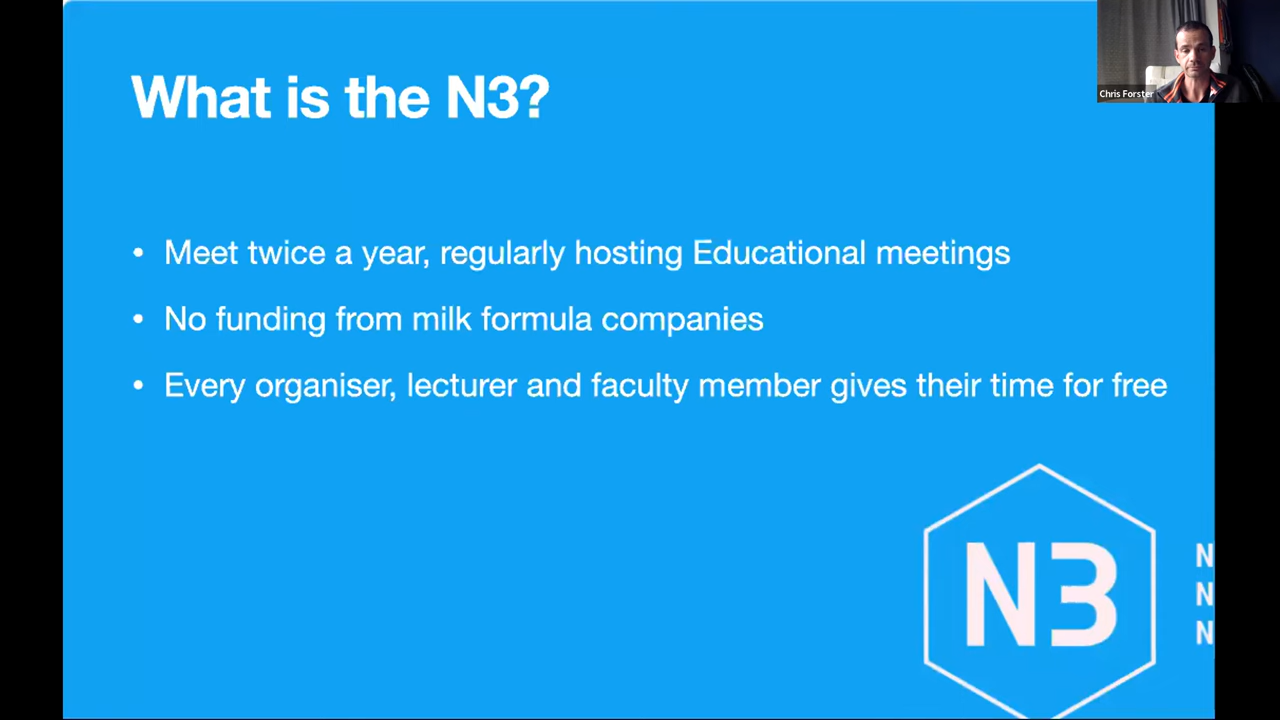 What is the N3?
Chris Forster
• Meet twice a year, regularly hosting Educational meetings
• No funding from milk formula companies
• Every organiser, lecturer and faculty member gives their time for free
N3
N
N
N